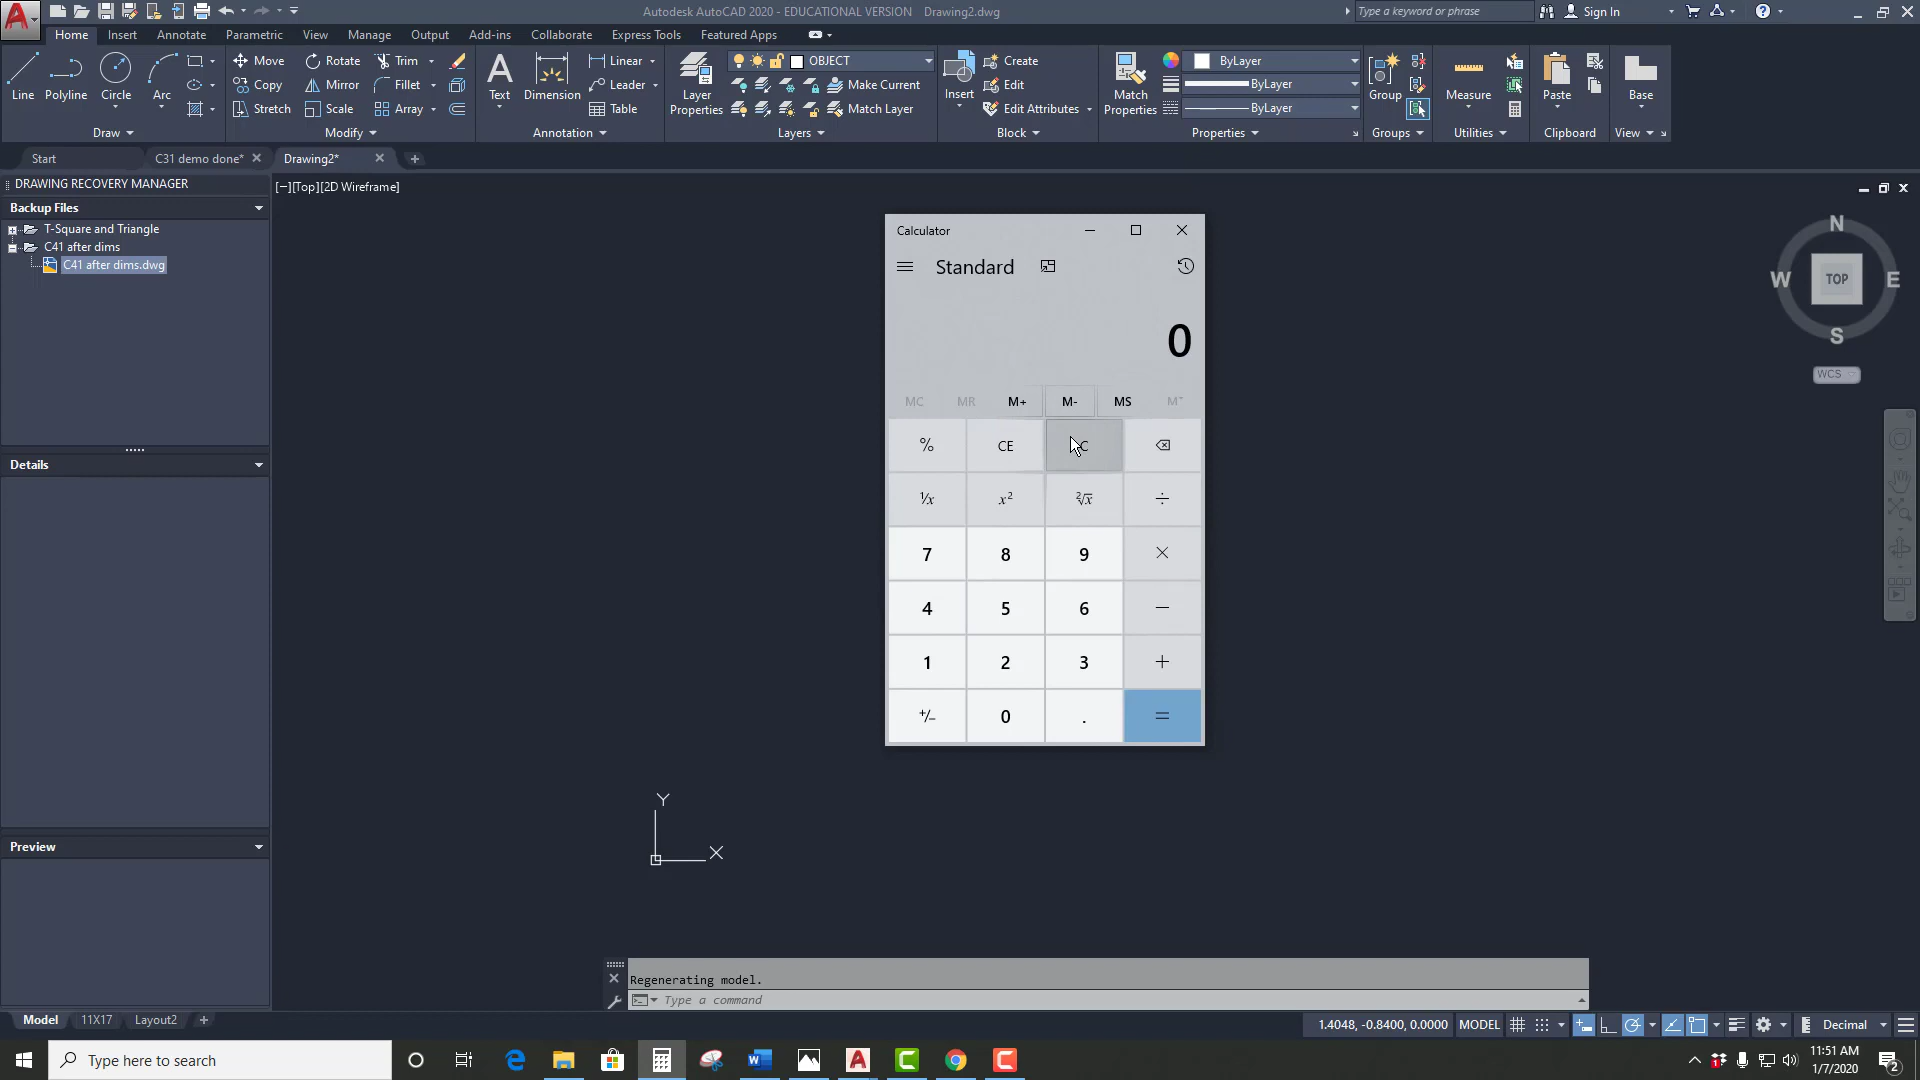 Autodesk AutoCAD 2020 - EDUCATIONAL VERSION Drawing2.dwg
Type a keyword or phrase
Sign In
Home Insert Annotate Parametric View Manage Output Add-ins Collaborate Express Tools Featured Apps
Line Polyline Circle Arc
Move Rotate Trim
Copy Mirror Fillet
Stretch Scale Array
Text Dimension
Linear
Leader
Table
Layer Properties
OBJECT
Make Current
Match Layer
Insert
Create
Edit
Edit Attributes
Match Properties
ByLayer
ByLayer
ByLayer
Group
Measure
Paste
Base
Draw Modify Annotation Layers Block Properties Groups Utilities Clipboard View
Start C31 demo done* Drawing2*
DRAWING RECOVERY MANAGER
Backup Files
T-Square and Triangle
C41 after dims
C41 after dims.dwg
Details
Preview
[−][Top][2D Wireframe]
N
W TOP E
S
WCS
Calculator
Standard
0
MC MR M+ M- MS M˅
% CE C
⅟x x² ²√x ÷
7 8 9 ×
4 5 6 −
1 2 3 +
+/− 0 . =
Y
X
Regenerating model.
Type a command
Model 11X17 Layout2
1.4048, -0.8400, 0.0000 MODEL Decimal
Type here to search
11:51 AM
1/7/2020
2